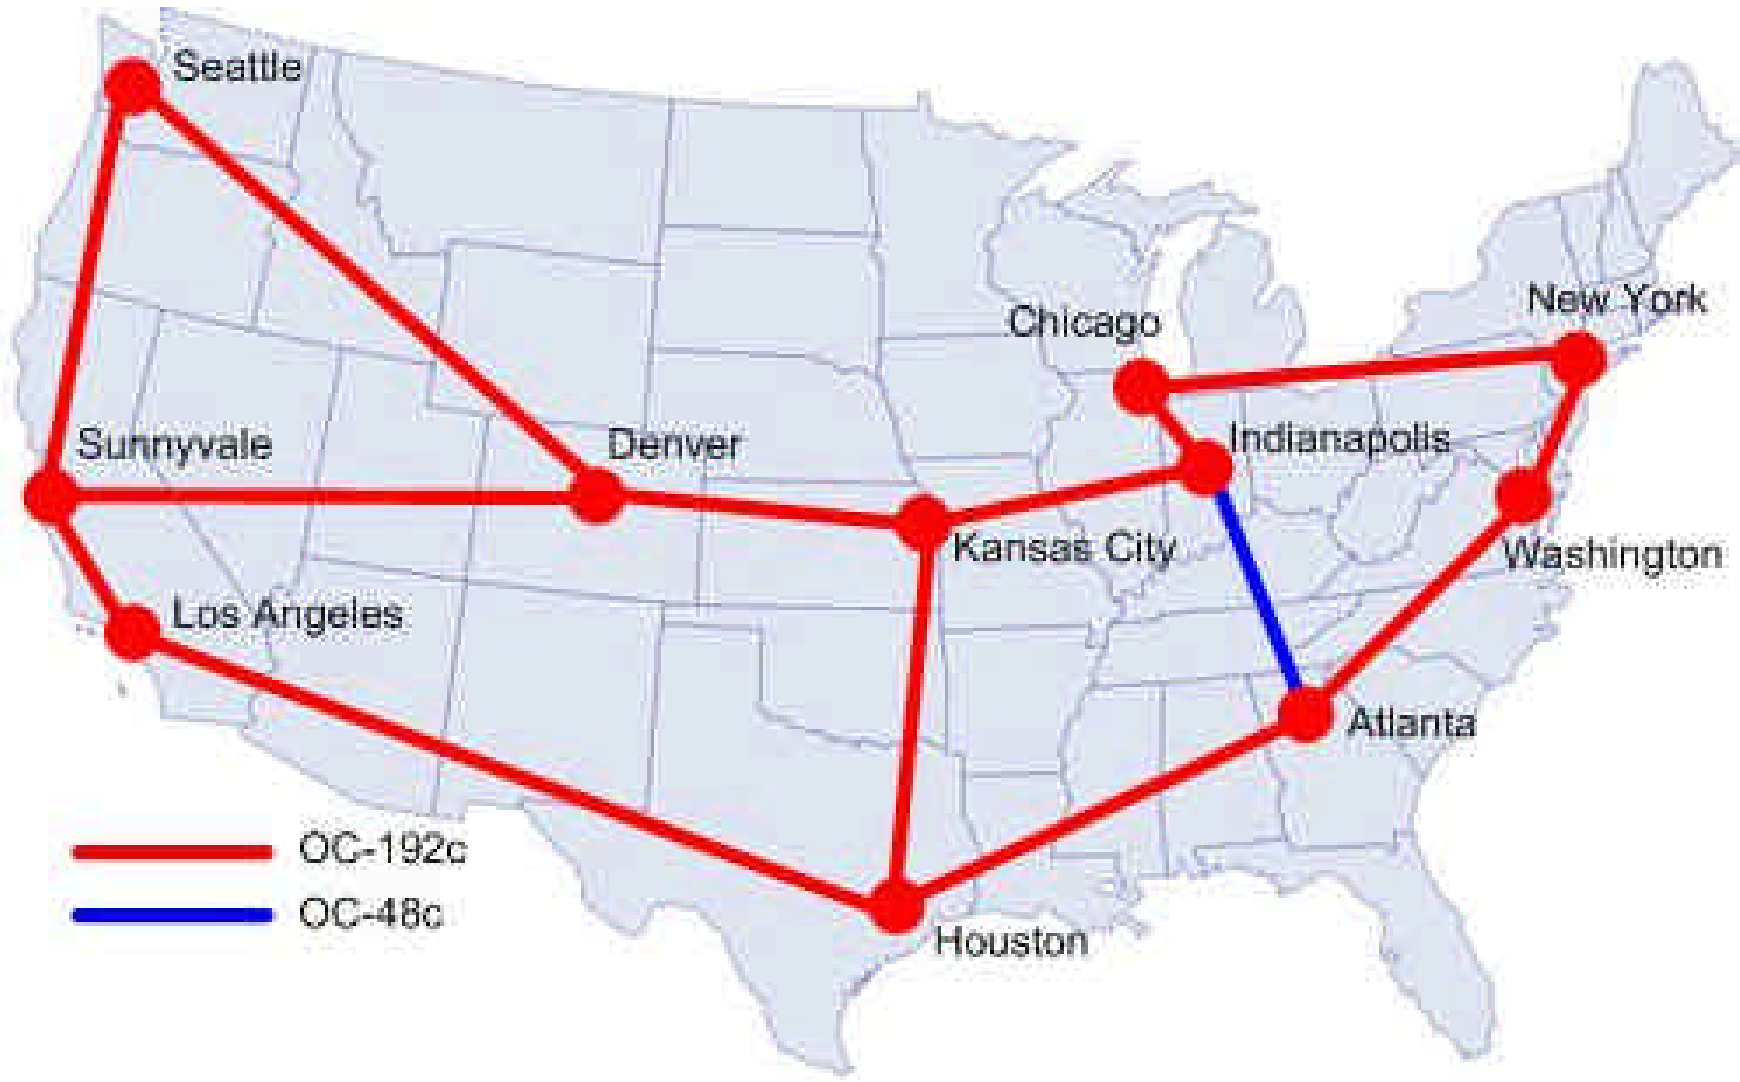 Seattle
New York
Chicago
Sunnyvale
Denver
Indianapolis
Kansas City
Washington
Los Angeles
Atlanta
OC-192c
OC-48c
Houston